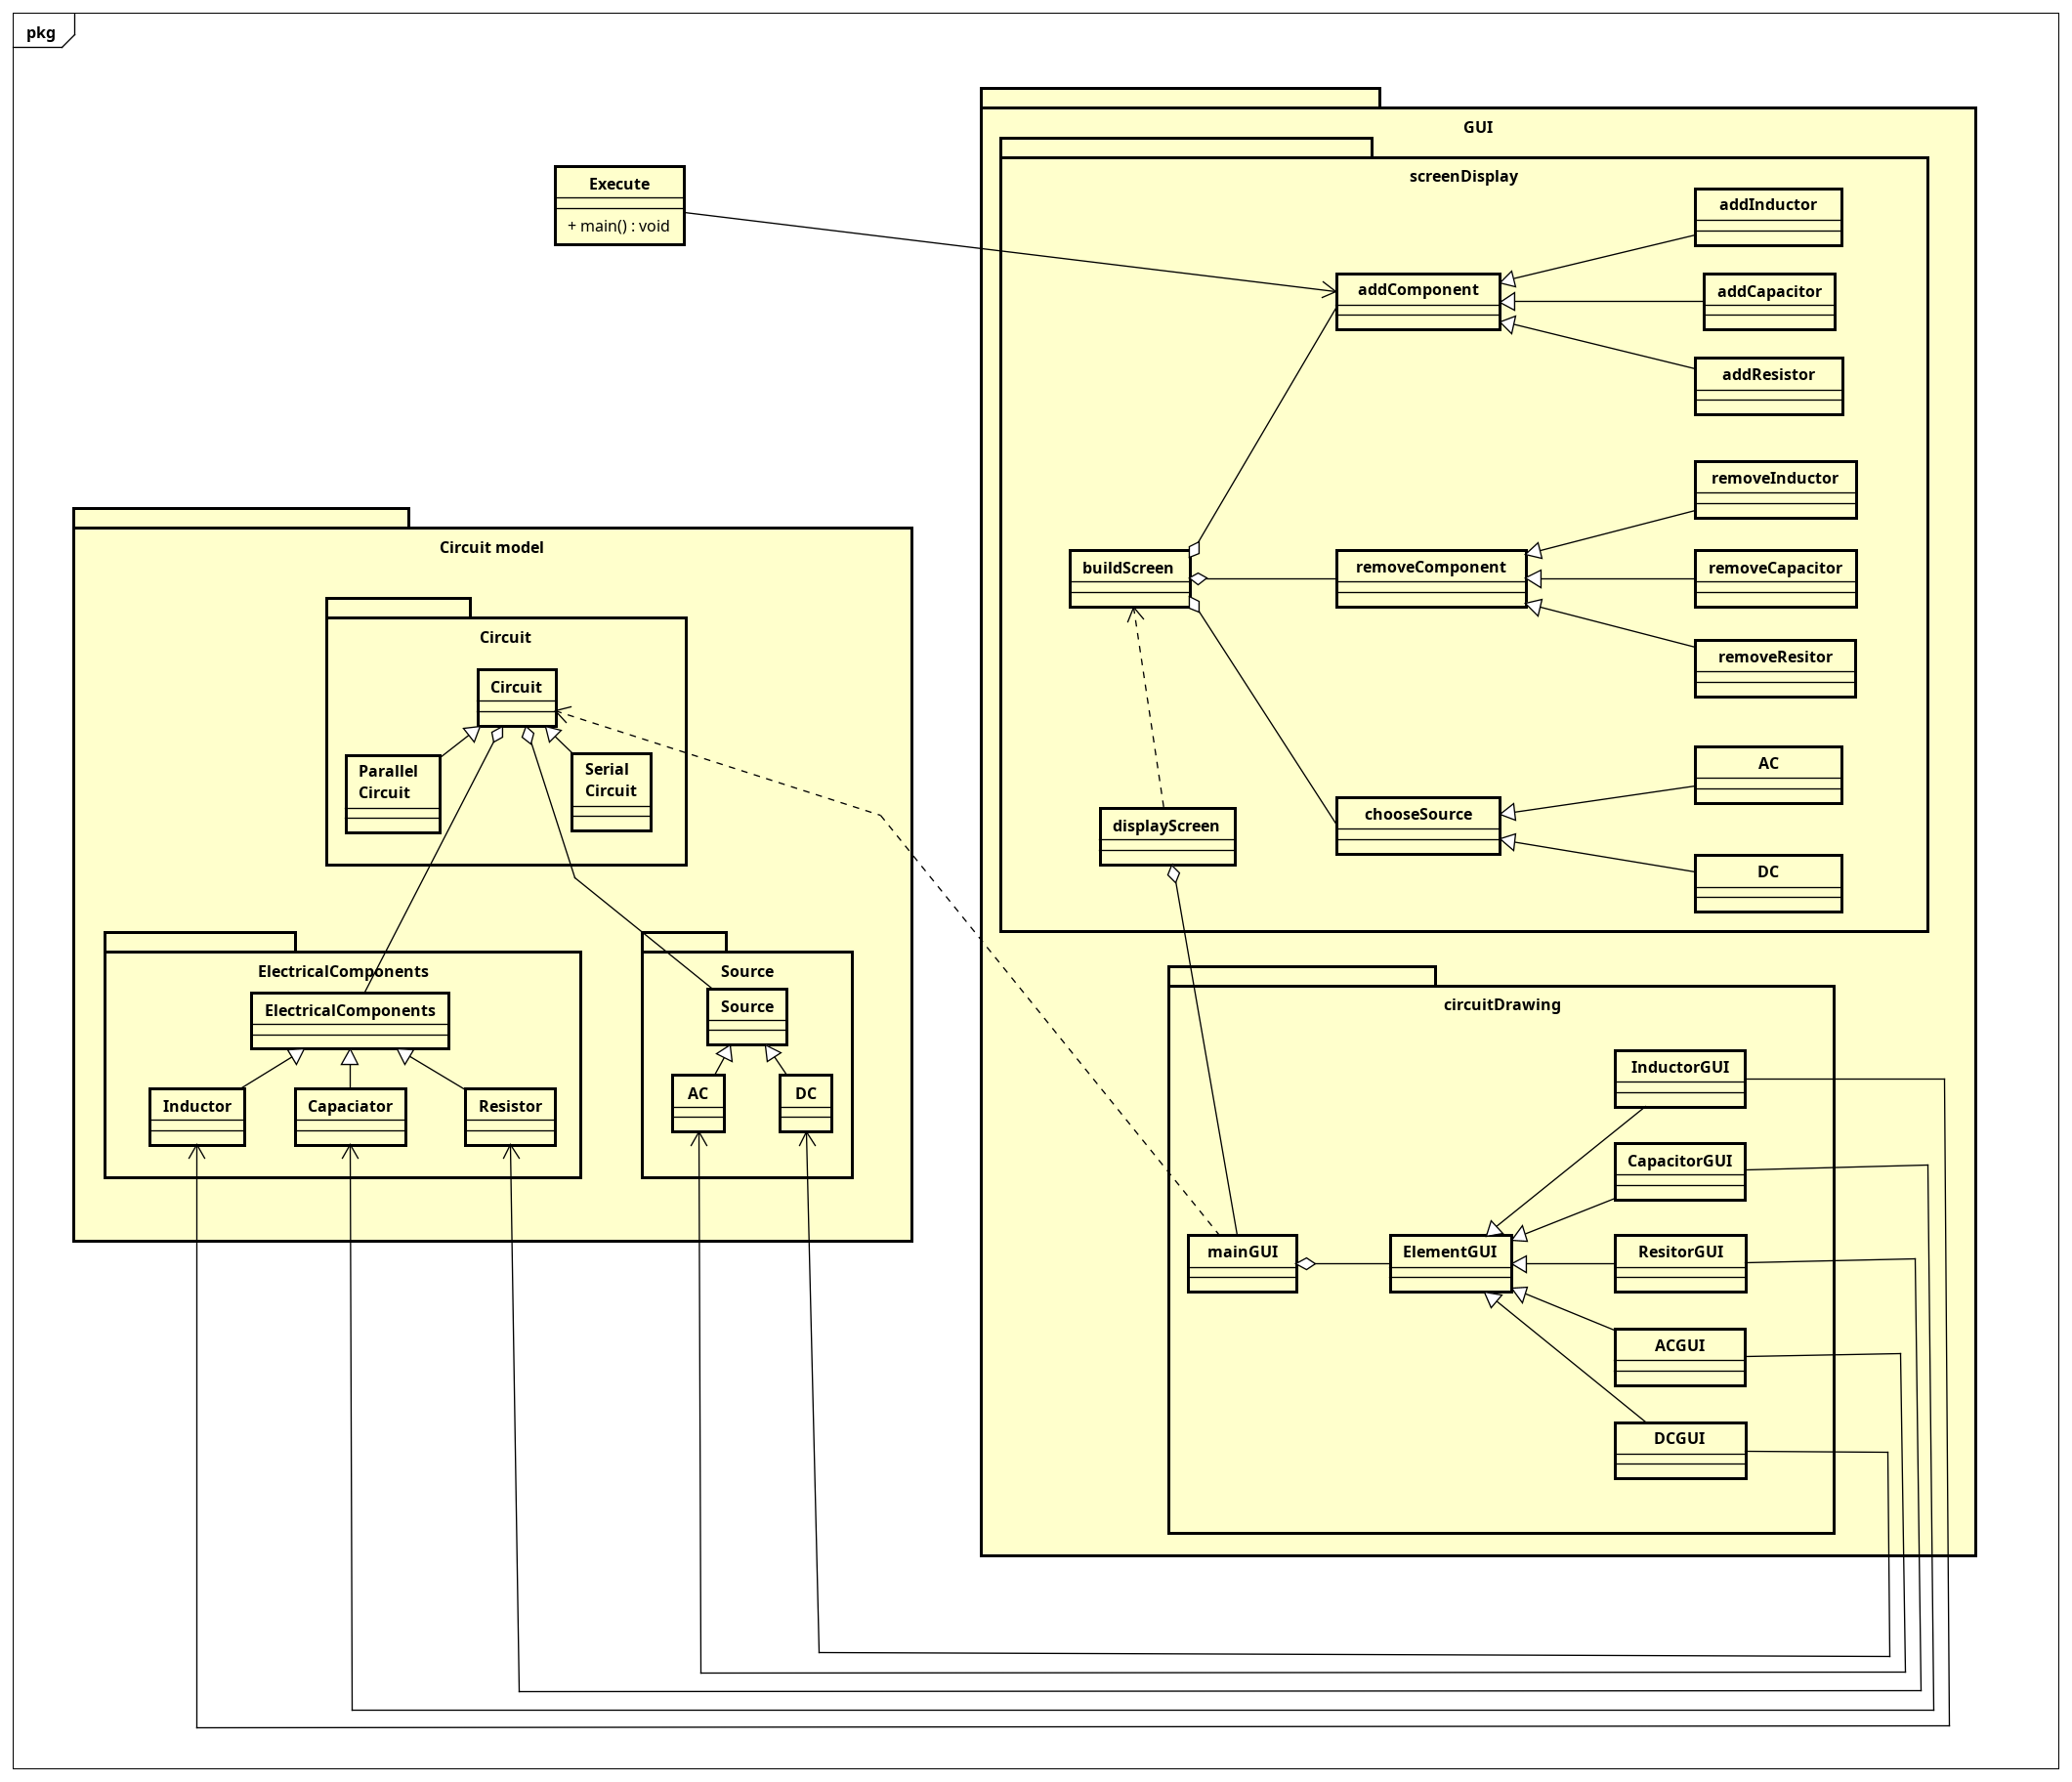 pkg
GUI
screenDisplay
Execute
+ main() : void
addInductor
addComponent
addCapacitor
addResistor
removeInductor
buildScreen
removeComponent
removeCapacitor
removeResitor
AC
displayScreen
chooseSource
DC
Circuit model
Circuit
Circuit
Parallel
Circuit
Serial
Circuit
ElectricalComponents
ElectricalComponents
Inductor
Capaciator
Resistor
Source
Source
AC
DC
circuitDrawing
InductorGUI
CapacitorGUI
mainGUI
ElementGUI
ResitorGUI
ACGUI
DCGUI